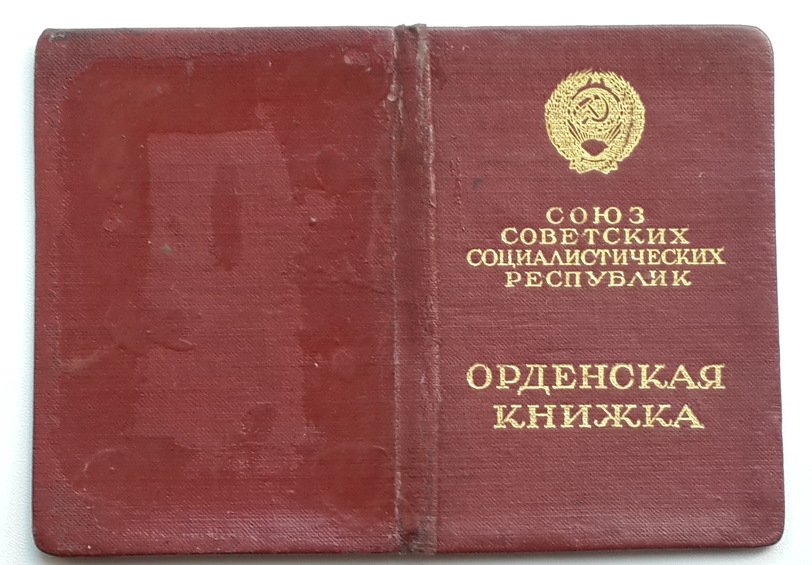 СОЮЗ
СОВЕТСКИХ
СОЦИАЛИСТИЧЕСКИХ
РЕСПУБЛИК
ОРДЕНСКАЯ
КНИЖКА